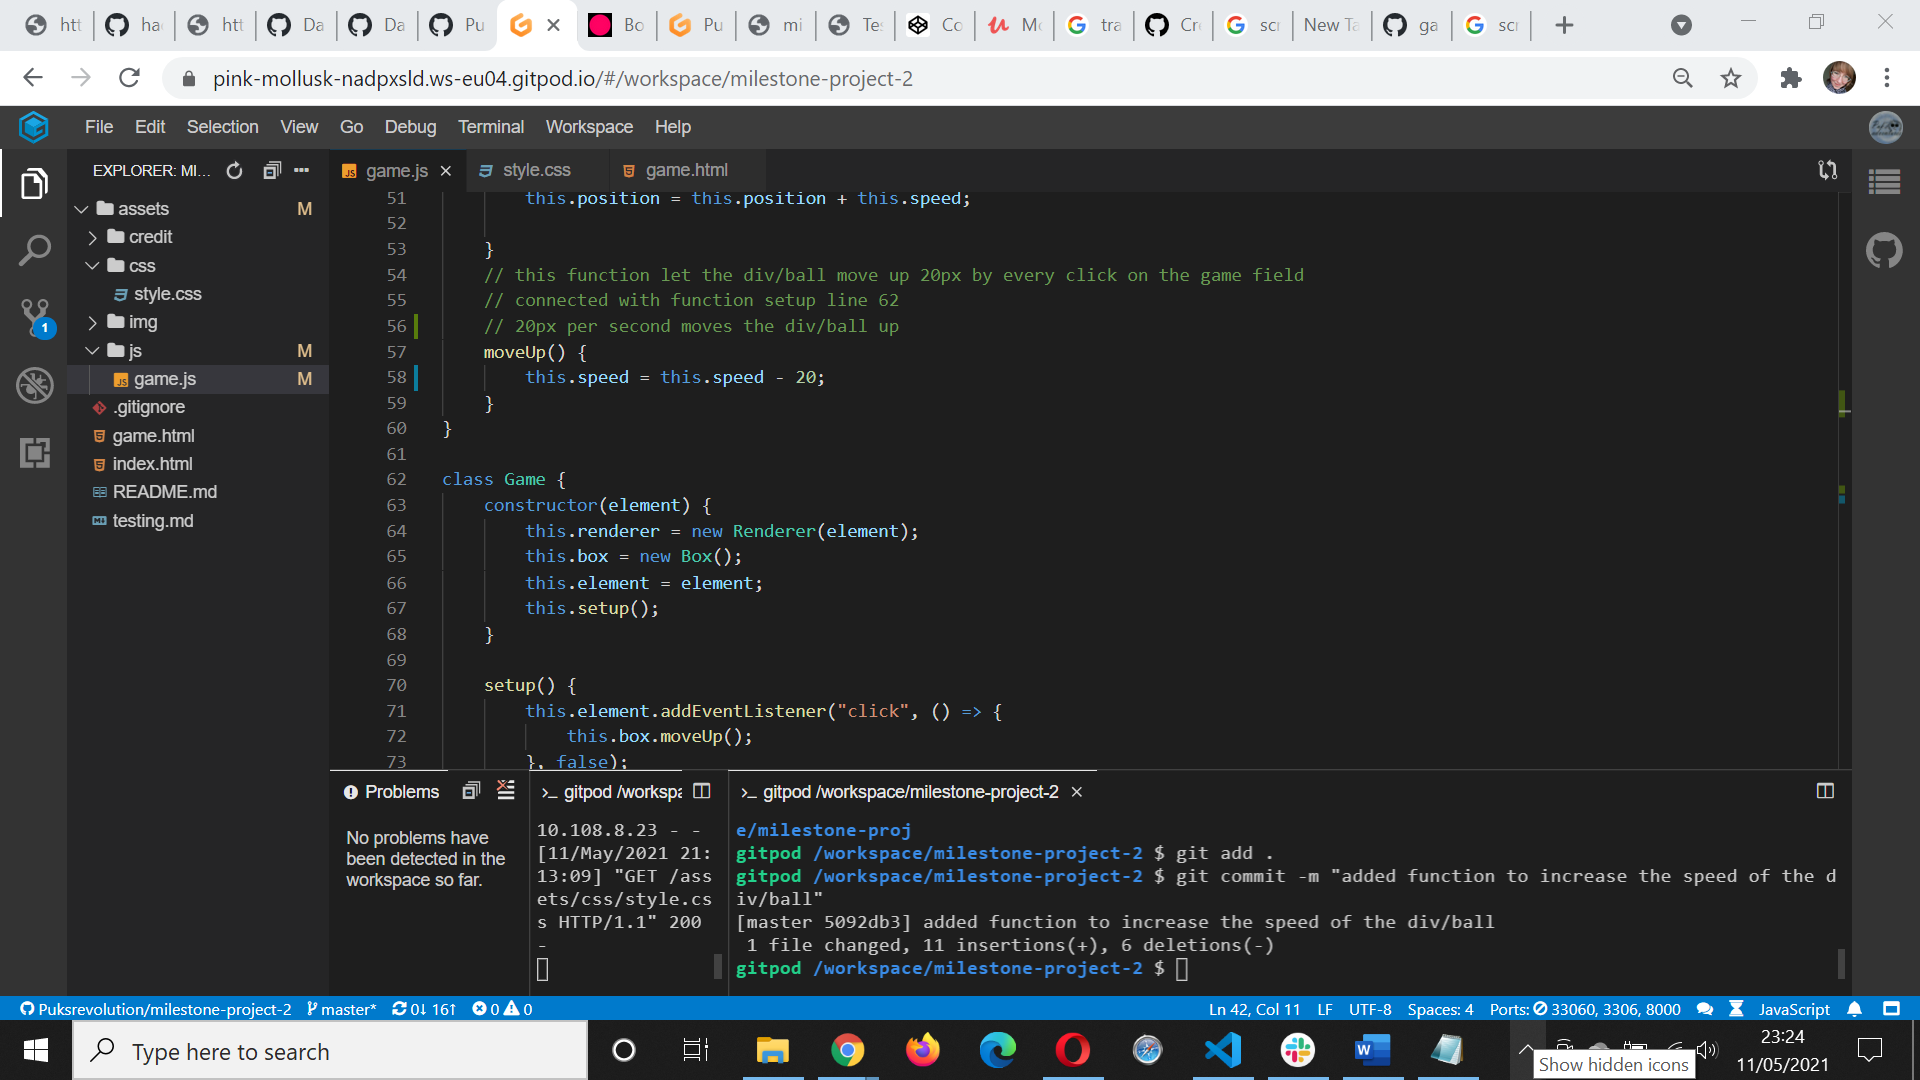 htt
ha
htt
Da
Da
Pu
Bo
Pu
mi
Te
Co
Mo
tra
Cr
scr
New Ta
ga
scr
pink-mollusk-nadpxsld.ws-eu04.gitpod.io/#/workspace/milestone-project-2
File Edit Selection View Go Debug Terminal Workspace Help
EXPLORER: MI...
game.js
style.css
game.html
assets M
credit
css
style.css
img
js M
game.js M
.gitignore
game.html
index.html
README.md
testing.md
1
51 this.position = this.position + this.speed;
52
53 }
54 // this function let the div/ball move up 20px by every click on the game field
55 // connected with function setup line 62
56 // 20px per second moves the div/ball up
57 moveUp() {
58 this.speed = this.speed - 20;
59 }
60 }
61
62 class Game {
63 constructor(element) {
64 this.renderer = new Renderer(element);
65 this.box = new Box();
66 this.element = element;
67 this.setup();
68 }
69
70 setup() {
71 this.element.addEventListener("click", () => {
72 this.box.moveUp();
73 }, false);
Problems
No problems have
been detected in the
workspace so far.
>_ gitpod /workspa
10.108.8.23 - -
[11/May/2021 21:
13:09] "GET /ass
ets/css/style.cs
s HTTP/1.1" 200
-
>_ gitpod /workspace/milestone-project-2
e/milestone-proj
gitpod /workspace/milestone-project-2 $ git add .
gitpod /workspace/milestone-project-2 $ git commit -m "added function to increase the speed of the d
iv/ball"
[master 5092db3] added function to increase the speed of the div/ball
1 file changed, 11 insertions(+), 6 deletions(-)
gitpod /workspace/milestone-project-2 $
Puksrevolution/milestone-project-2 master* 0↓ 16↑ 0 0
Ln 42, Col 11 LF UTF-8 Spaces: 4 Ports: 33060, 3306, 8000 JavaScript
Type here to search
Show hidden icons
23:24
11/05/2021